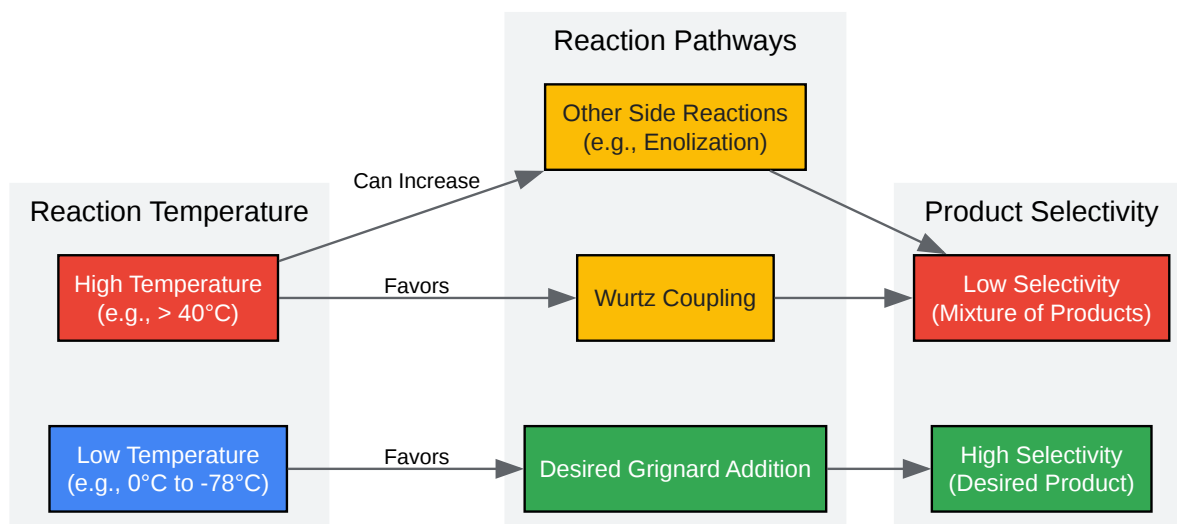 Reaction Pathways
Other Side Reactions
(e.g., Enolization)
Can Increase
Reaction Temperature
Product Selectivity
High Temperature
(e.g., > 40°C)
Favors
Wurtz Coupling
Low Selectivity
(Mixture of Products)
Low Temperature
(e.g., 0°C to -78°C)
Favors
Desired Grignard Addition
High Selectivity
(Desired Product)